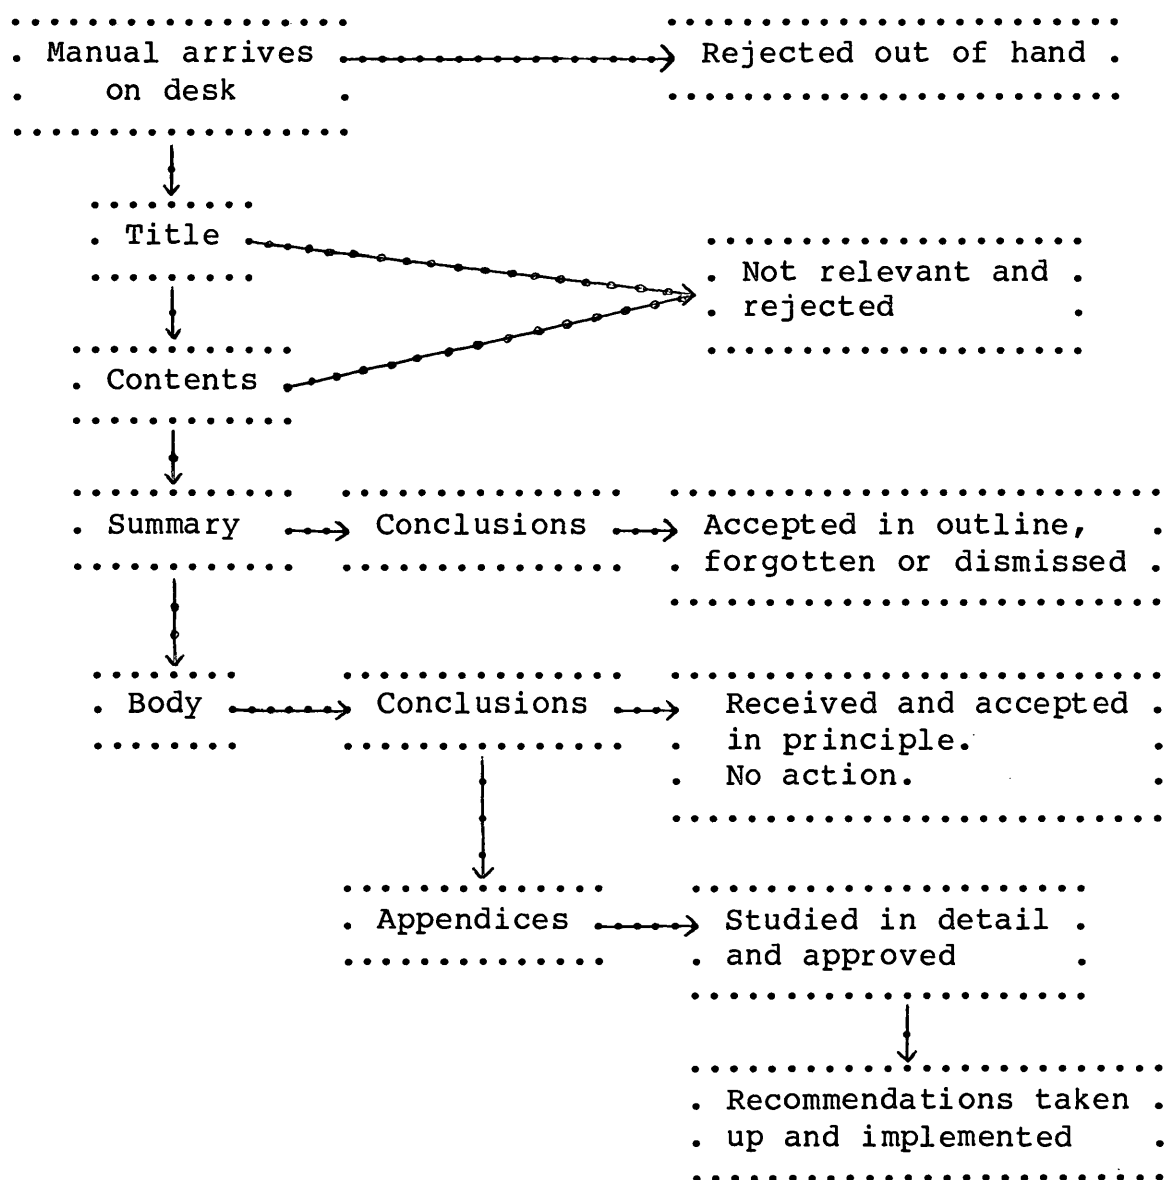 Manual arrives
on desk
Rejected out of hand
Title
Not relevant and
rejected
Contents
Summary
Conclusions
Accepted in outline,
forgotten or dismissed
Body
Conclusions
Received and accepted
in principle.
No action.
Appendices
Studied in detail
and approved
Recommendations taken
up and implemented